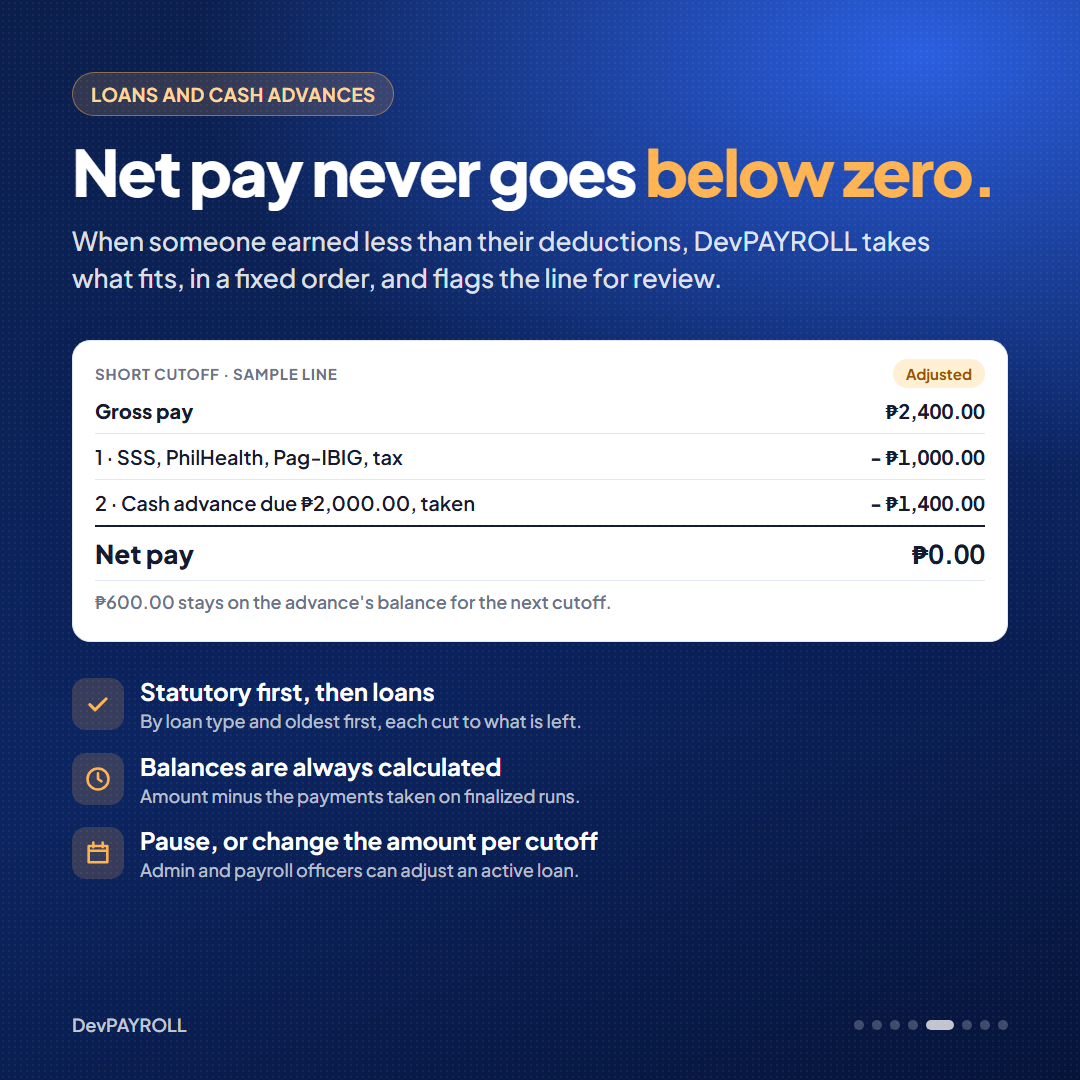 LOANS AND CASH ADVANCES
Net pay never goes below zero.
When someone earned less than their deductions, DevPAYROLL takes
what fits, in a fixed order, and flags the line for review.
SHORT CUTOFF · SAMPLE LINE Adjusted
Gross pay ₱2,400.00
1 · SSS, PhilHealth, Pag-IBIG, tax − ₱1,000.00
2 · Cash advance due ₱2,000.00, taken − ₱1,400.00
Net pay ₱0.00
₱600.00 stays on the advance's balance for the next cutoff.
Statutory first, then loans
By loan type and oldest first, each cut to what is left.
Balances are always calculated
Amount minus the payments taken on finalized runs.
Pause, or change the amount per cutoff
Admin and payroll officers can adjust an active loan.
DevPAYROLL